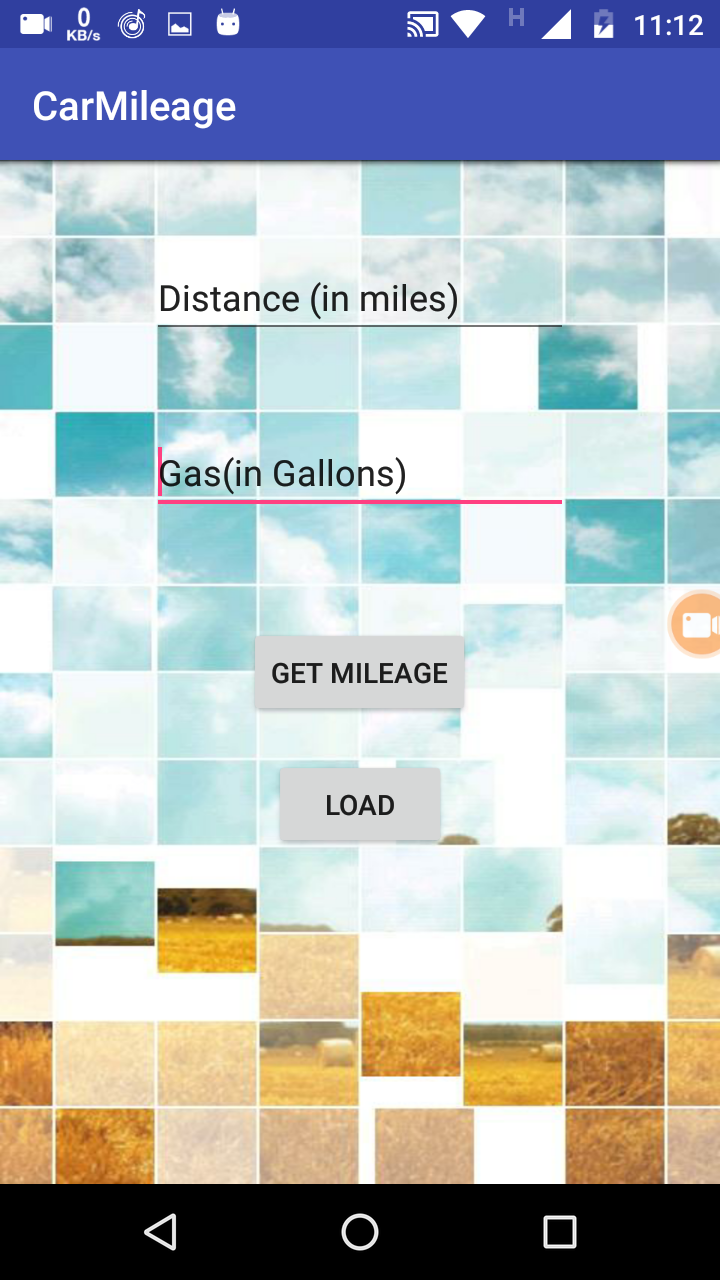 0
KB/s
H
11:12
CarMileage
Distance (in miles)
Gas(in Gallons)
GET MILEAGE
LOAD